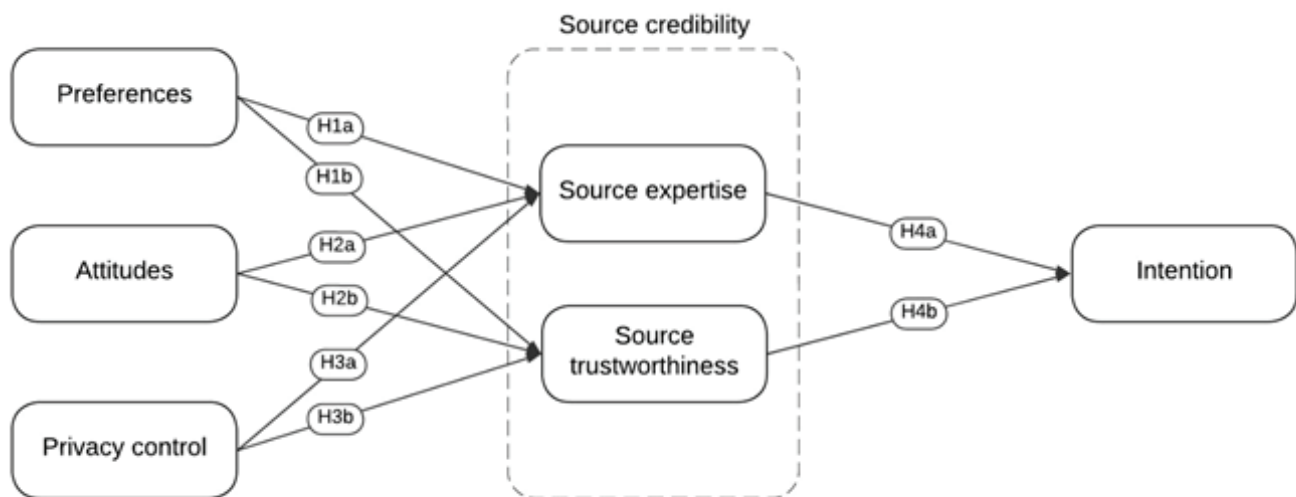 Source credibility
Preferences
H1a
H1b
Source expertise
H2a
H4a
Attitudes
Intention
H2b
H4b
Source
trustworthiness
H3a
Privacy control
H3b